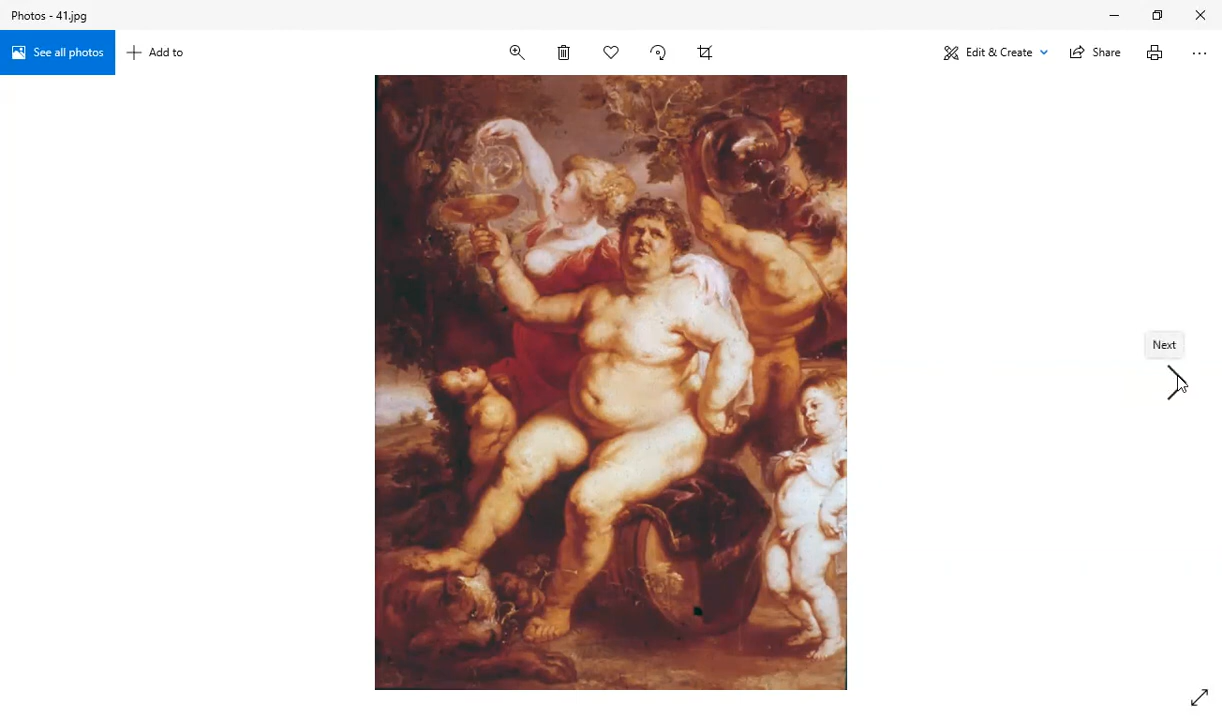 Photos - 41.jpg
See all photos
Add to
Edit & Create
Share
Next